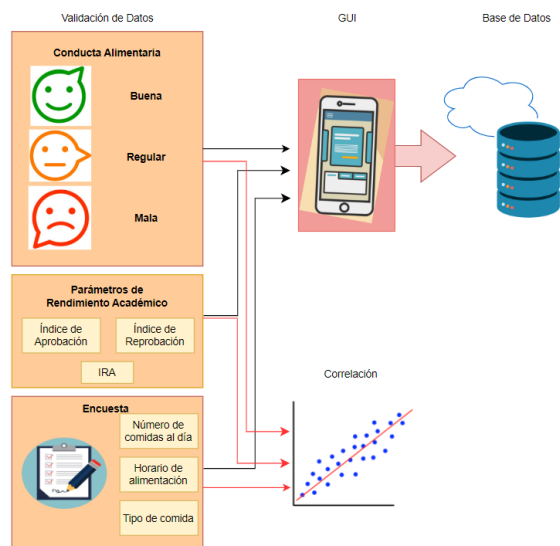 Validación de Datos
GUI
Base de Datos
Conducta Alimentaria
Buena
Regular
Mala
Parámetros de
Rendimiento Académico
Índice de
Aprobación
Índice de
Reprobación
IRA
Correlación
Encuesta
Número de
comidas al día
Horario de
alimentación
Tipo de comida